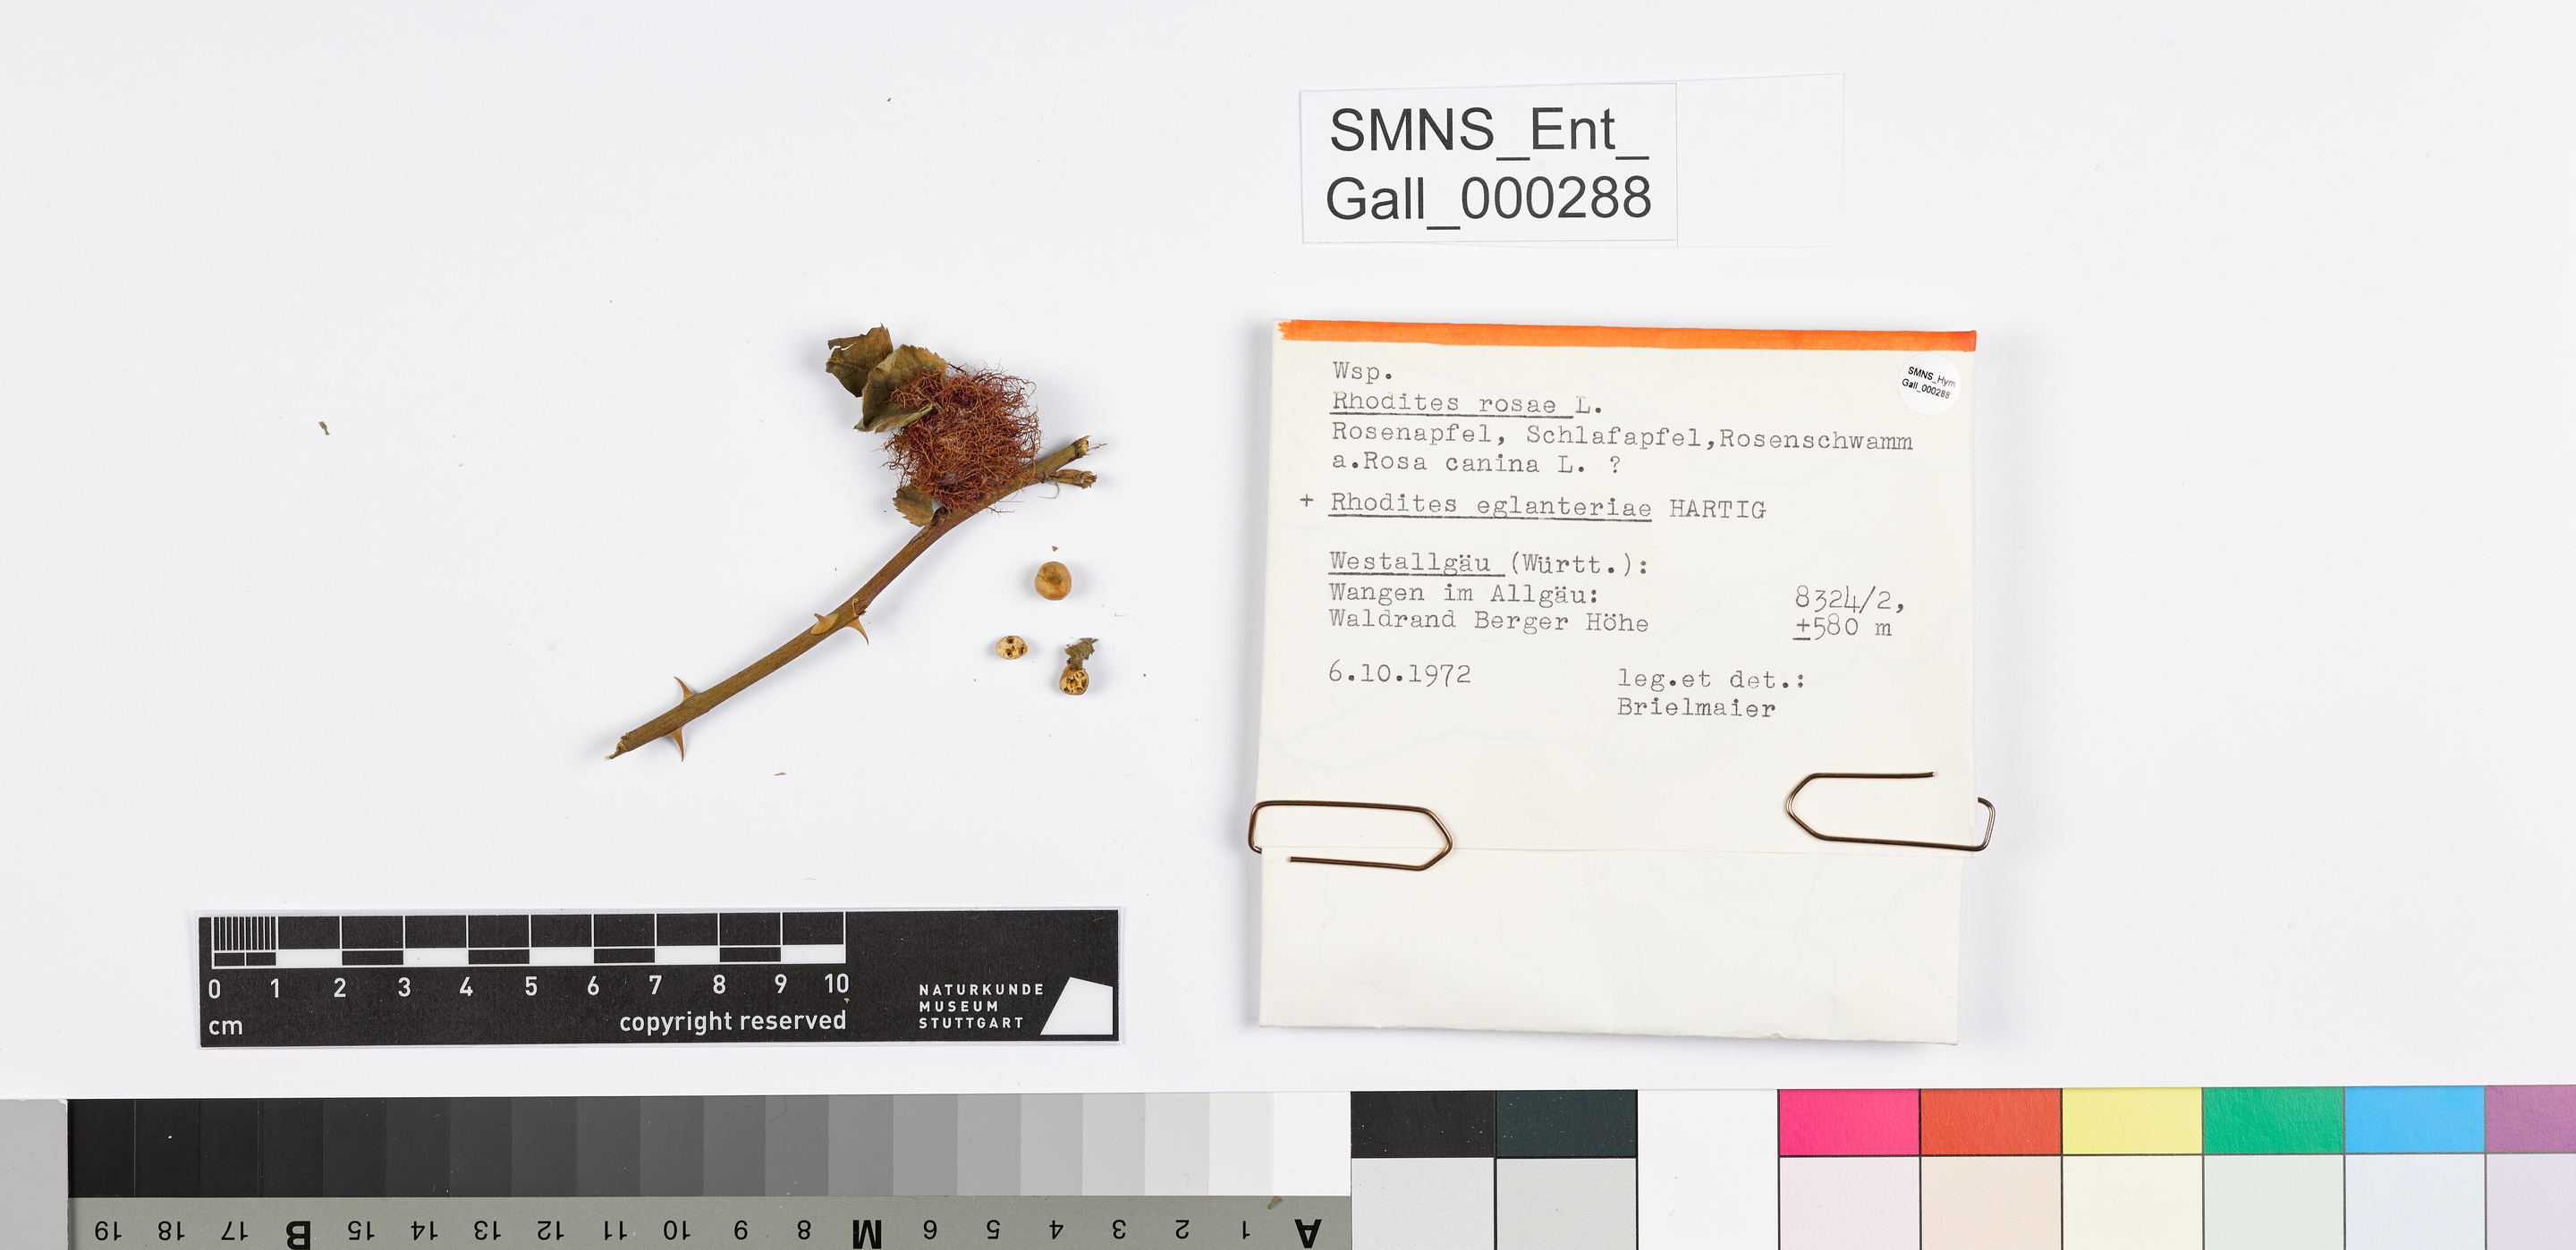 SMNS_Ent_
Gall_000288
Wsp.
SMNS_Hym
Gall_000288
Rhodites rosae L.
Rosenapfel, Schlafapfel,Rosenschwamm
a.Rosa canina L. ?
+ Rhodites eglanteriae HARTIG
Westallgäu (Württ.):
Wangen im Allgäu: 8324/2,
Waldrand Berger Höhe ±580 m
6.10.1972 leg.et det.:
Brielmaier
0 1 2 3 4 5 6 7 8 9 10
cm copyright reserved
NATURKUNDE
MUSEUM
STUTTGART
19 18 17 B 15 14 13 12 11 10 9 8 M 6 5 4 3 2 1 A